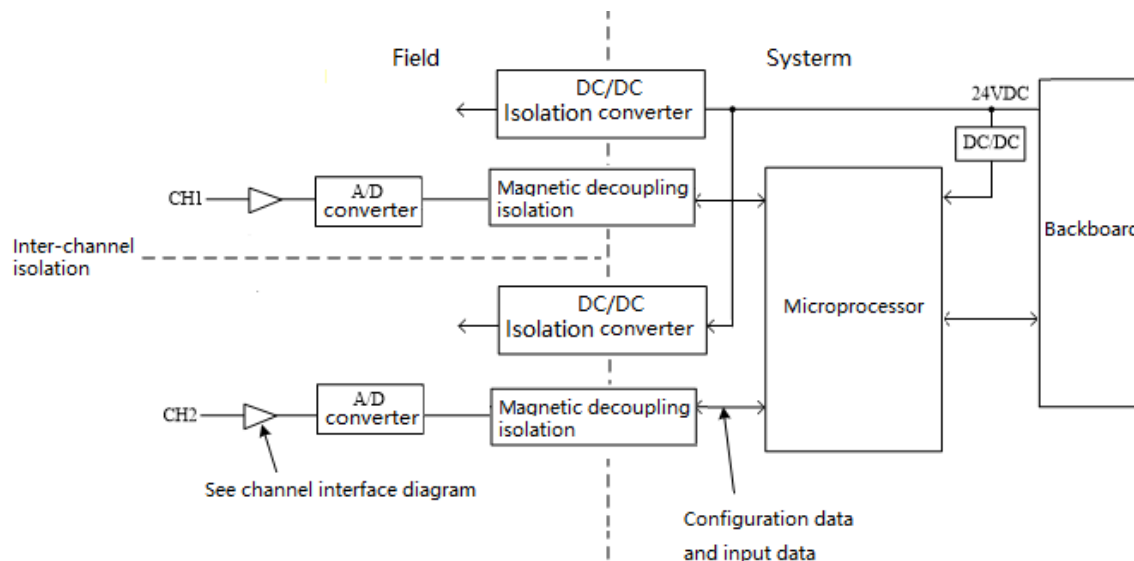 Field
Systerm
DC/DC
Isolation converter
24VDC
DC/DC
CH1
A/D
converter
Magnetic decoupling
isolation
Backboard
Inter-channel
isolation
DC/DC
Isolation converter
Microprocessor
CH2
A/D
converter
Magnetic decoupling
isolation
See channel interface diagram
Configuration data
and input data